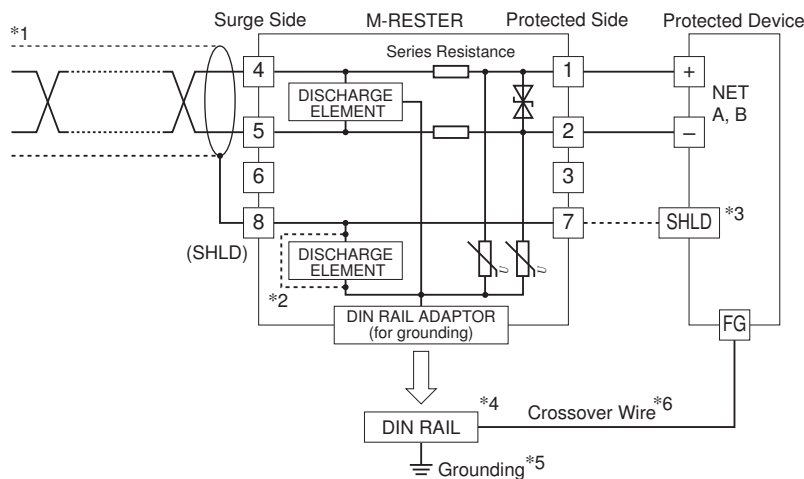 Surge Side M-RESTER Protected Side Protected Device
*1
Series Resistance
4 1 +
DISCHARGE
ELEMENT
NET
A, B
5 2 –
6 3
8 7 SHLD *3
(SHLD)
DISCHARGE
ELEMENT
U U
*2
DIN RAIL ADAPTOR
(for grounding)
FG
*4
DIN RAIL
Crossover Wire*6
Grounding*5